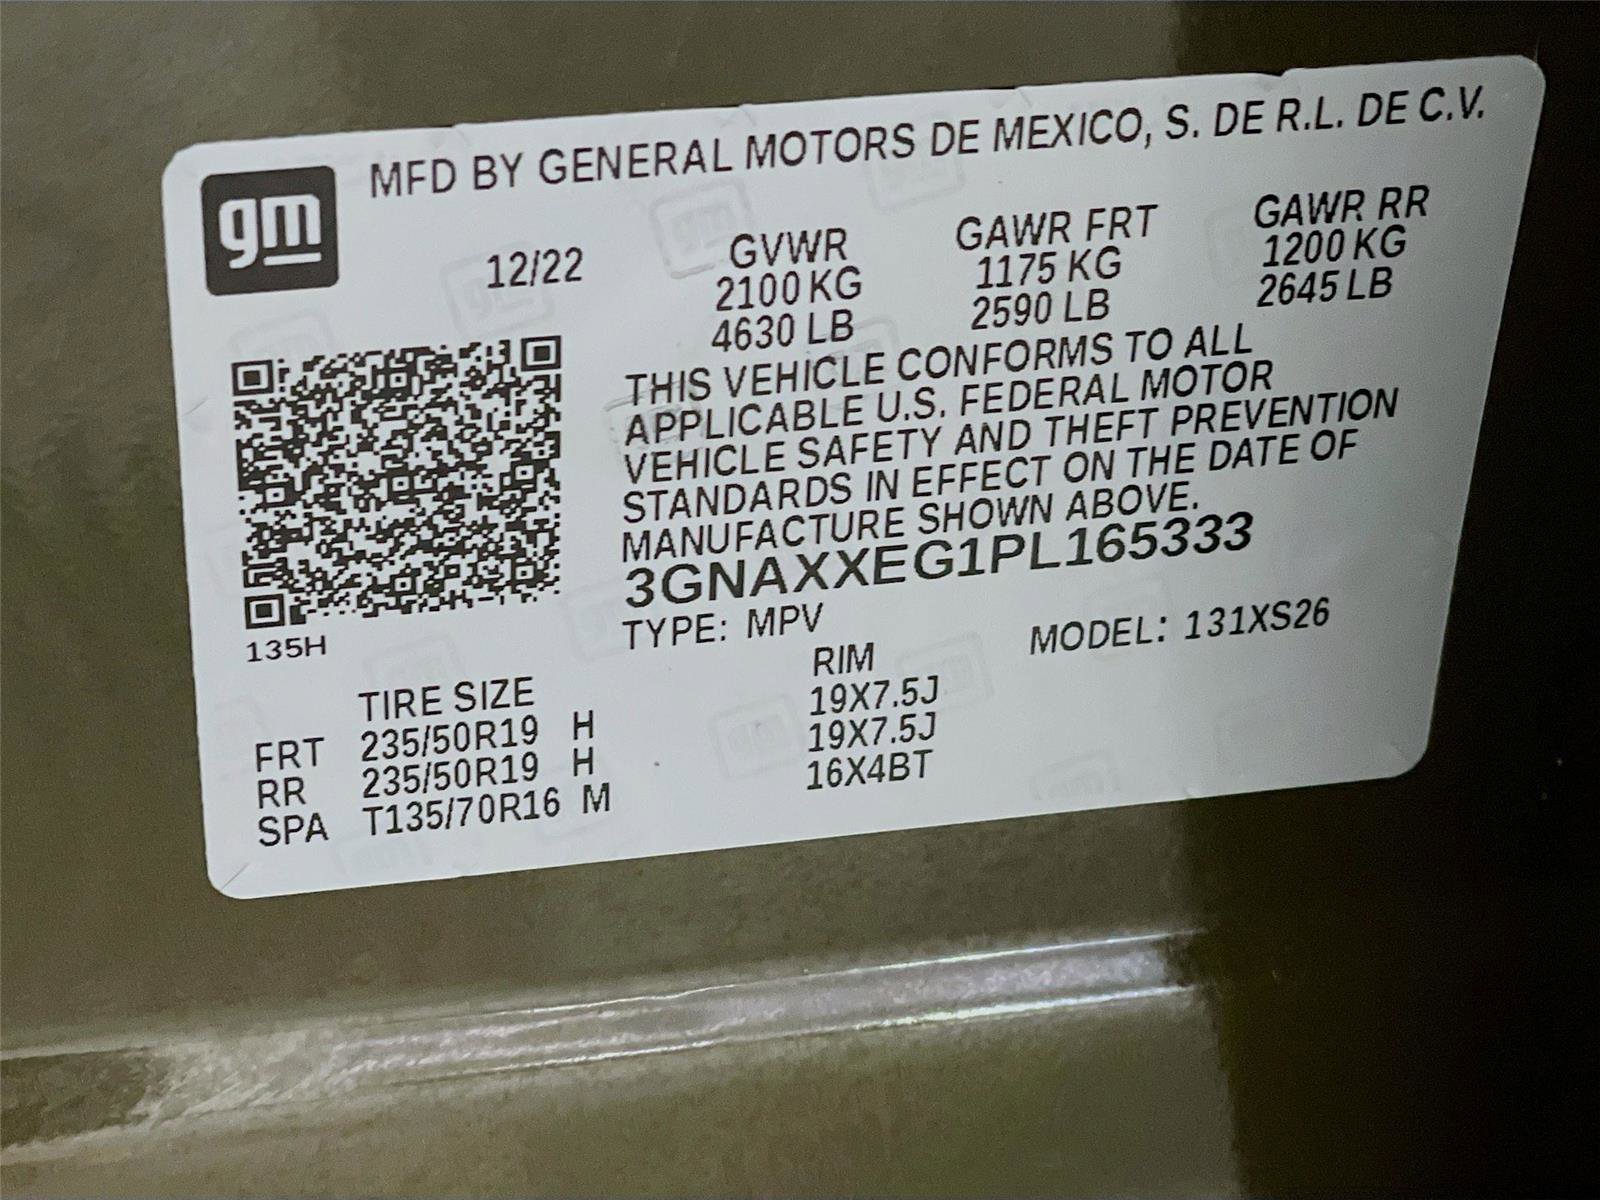 gm
MFD BY GENERAL MOTORS DE MEXICO, S. DE R.L. DE C.V.
12/22 GVWR GAWR FRT GAWR RR
2100 KG 1175 KG 1200 KG
4630 LB 2590 LB 2645 LB
THIS VEHICLE CONFORMS TO ALL
APPLICABLE U.S. FEDERAL MOTOR
VEHICLE SAFETY AND THEFT PREVENTION
STANDARDS IN EFFECT ON THE DATE OF
MANUFACTURE SHOWN ABOVE.
3GNAXXEG1PL165333
135H
TYPE: MPV MODEL: 131XS26
TIRE SIZE RIM
FRT 235/50R19 H 19X7.5J
RR 235/50R19 H 19X7.5J
SPA T135/70R16 M 16X4BT